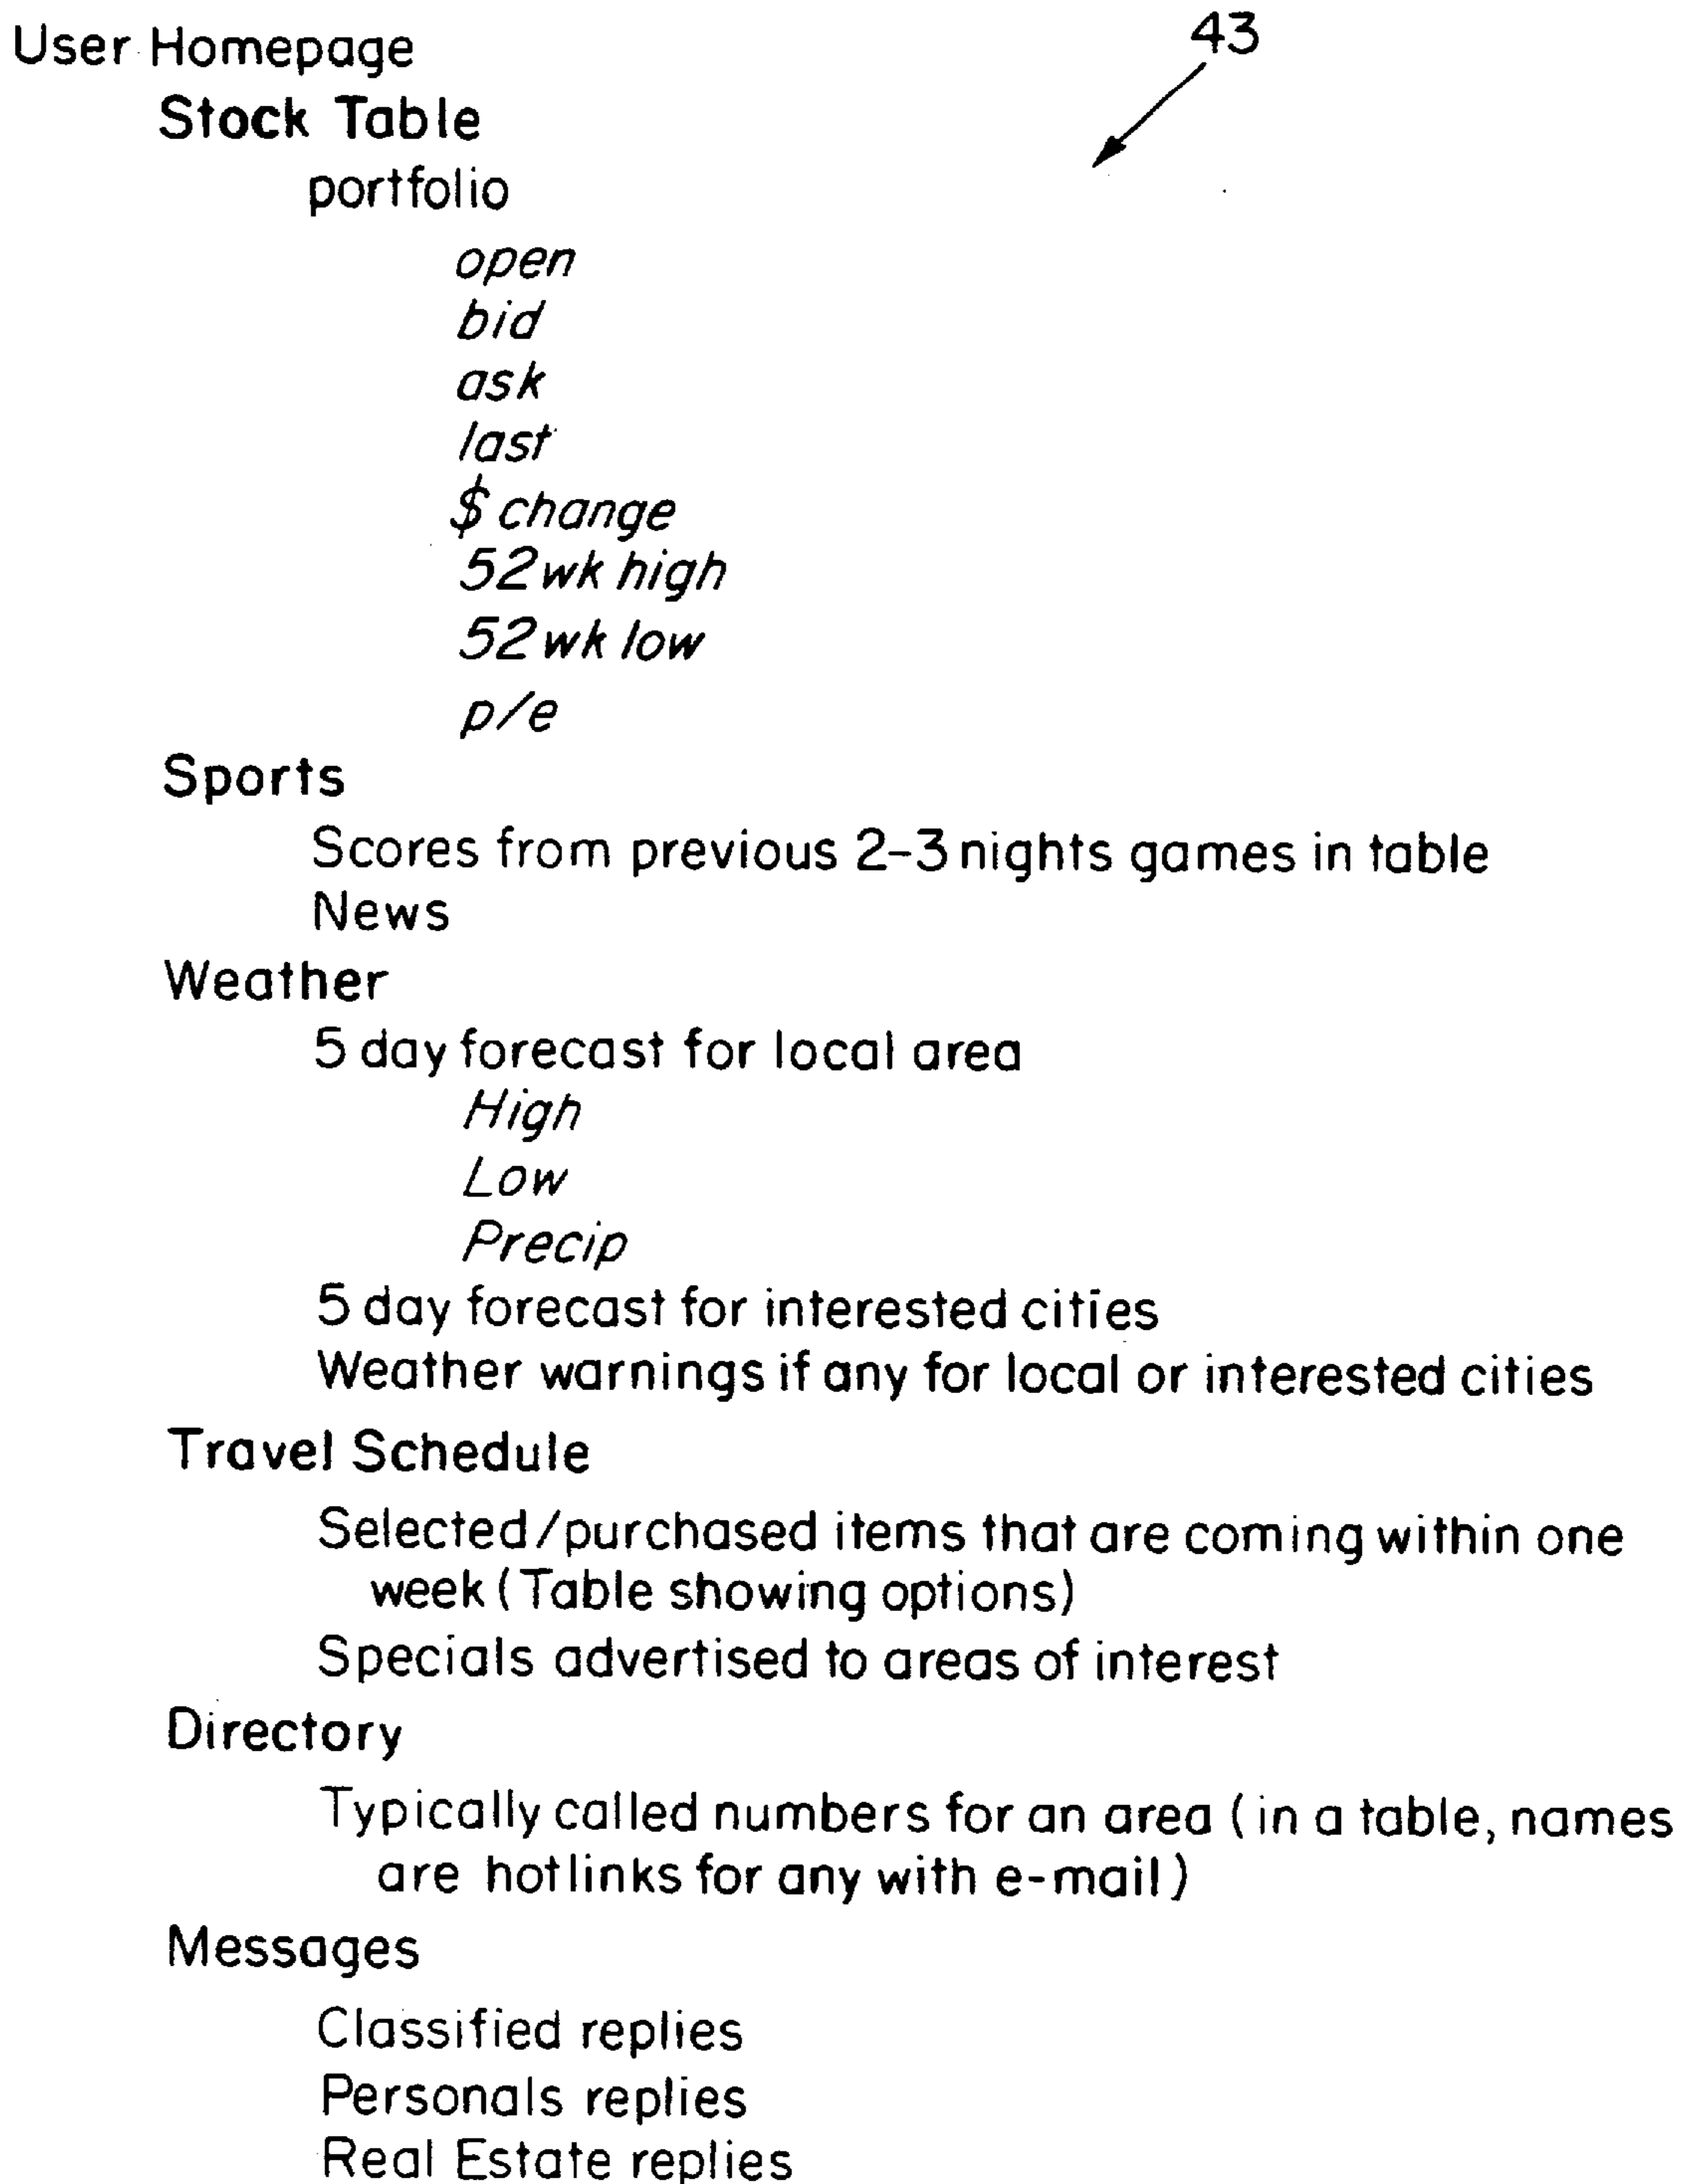 User Homepage
43
Stock Table
portfolio
open
bid
ask
last
$ change
52 wk high
52 wk low
p/e
Sports
Scores from previous 2-3 nights games in table
News
Weather
5 day forecast for local area
High
Low
Precip
5 day forecast for interested cities
Weather warnings if any for local or interested cities
Travel Schedule
Selected/purchased items that are coming within one
week (Table showing options)
Specials advertised to areas of interest
Directory
Typically called numbers for an area (in a table, names
are hotlinks for any with e-mail)
Messages
Classified replies
Personals replies
Real Estate replies